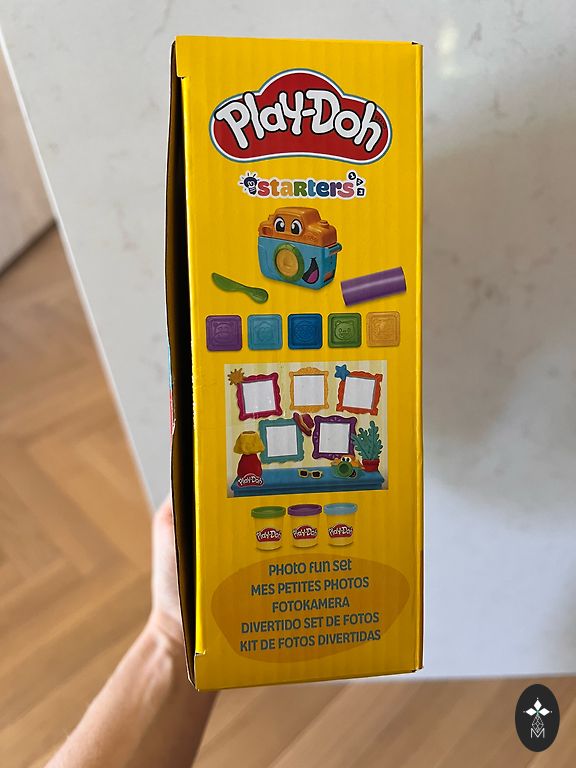 PLAY-DOH
STARTERS
Play-Doh
Play-Doh Play-Doh Play-Doh
PHOTO FUN SET
MES PETITES PHOTOS
FOTOKAMERA
DIVERTIDO SET DE FOTOS
KIT DE FOTOS DIVERTIDAS
M